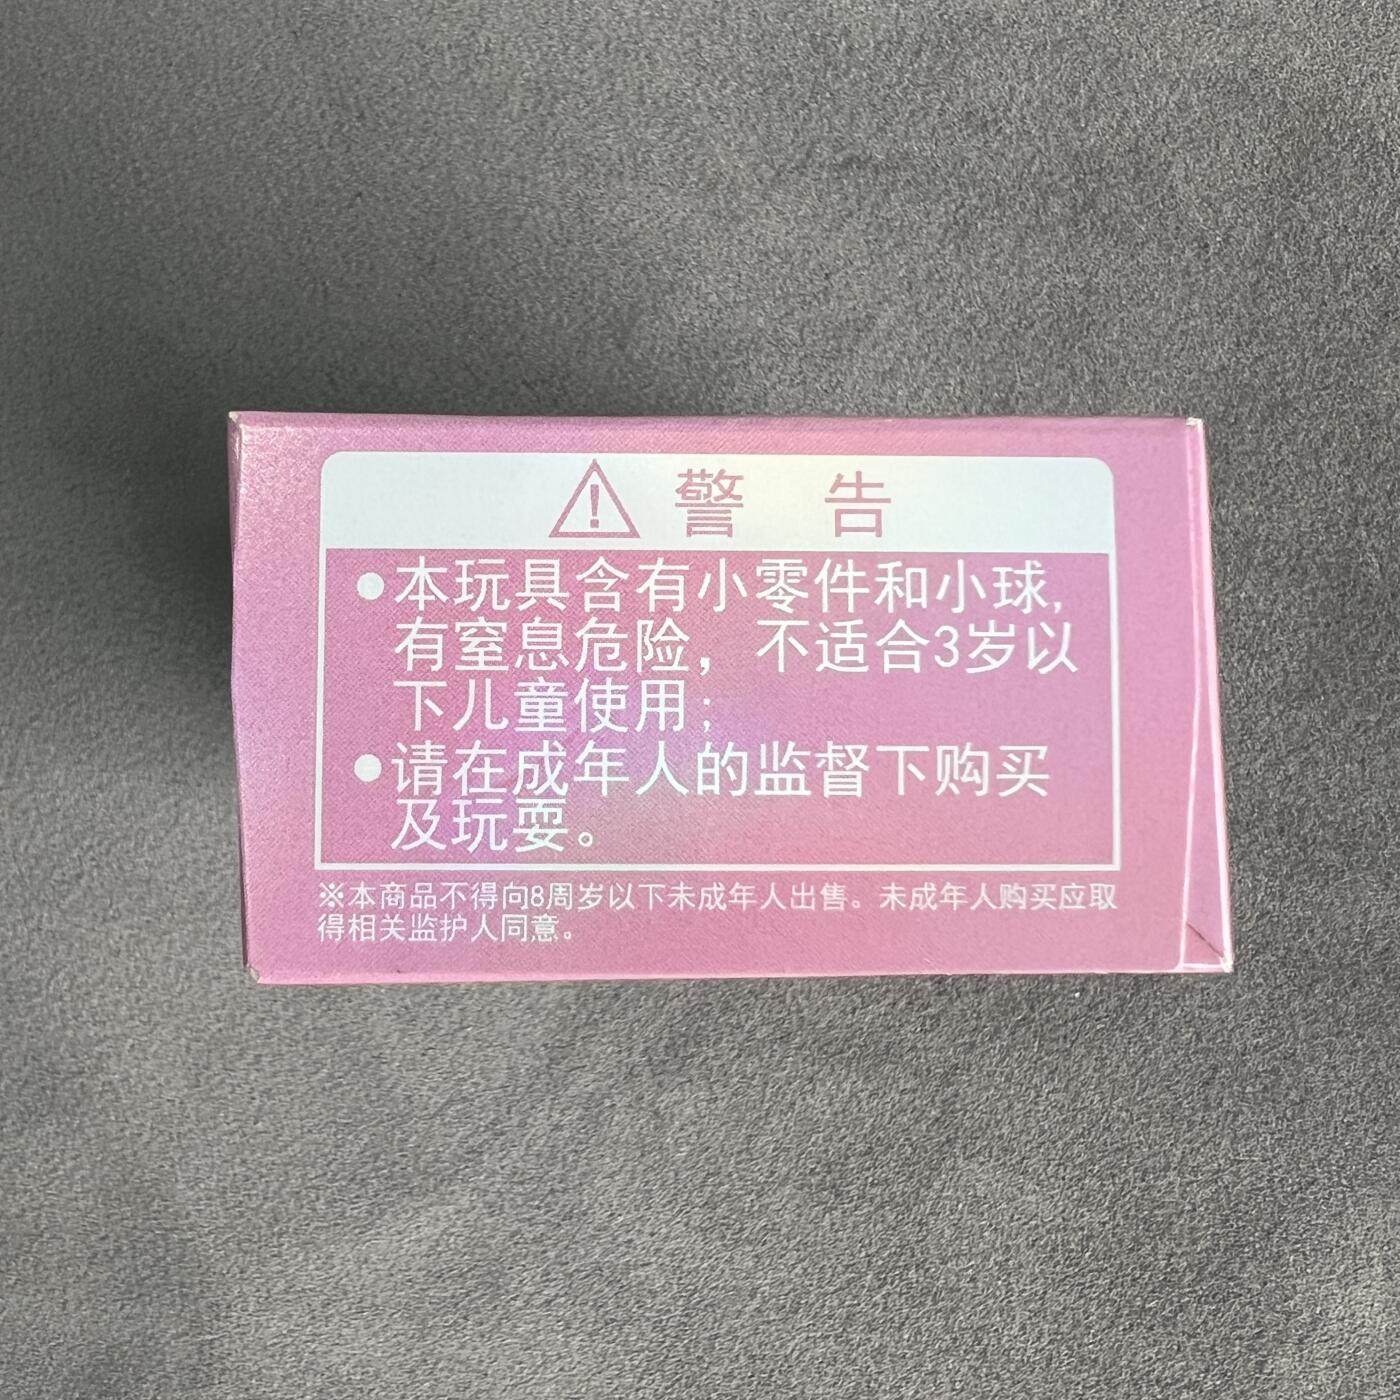 警 告
●本玩具含有小零件和小球,
有窒息危险，不适合3岁以
下儿童使用；
●请在成年人的监督下购买
及玩耍。
※本商品不得向8周岁以下未成年人出售。未成年人购买应取
得相关监护人同意。